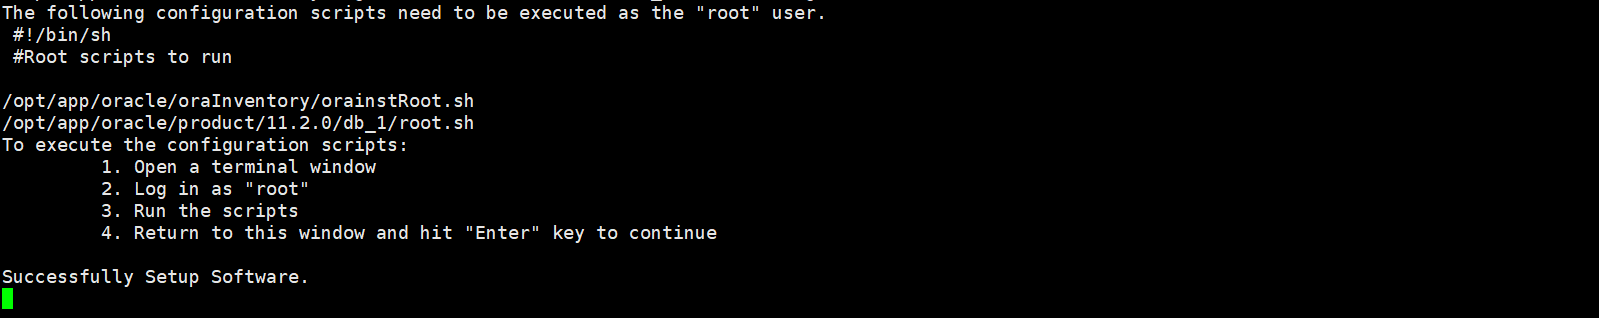 The following configuration scripts need to be executed as the "root" user.
#!/bin/sh
#Root scripts to run
/opt/app/oracle/oraInventory/orainstRoot.sh
/opt/app/oracle/product/11.2.0/db_1/root.sh
To execute the configuration scripts:
1. Open a terminal window
2. Log in as "root"
3. Run the scripts
4. Return to this window and hit "Enter" key to continue
Successfully Setup Software.